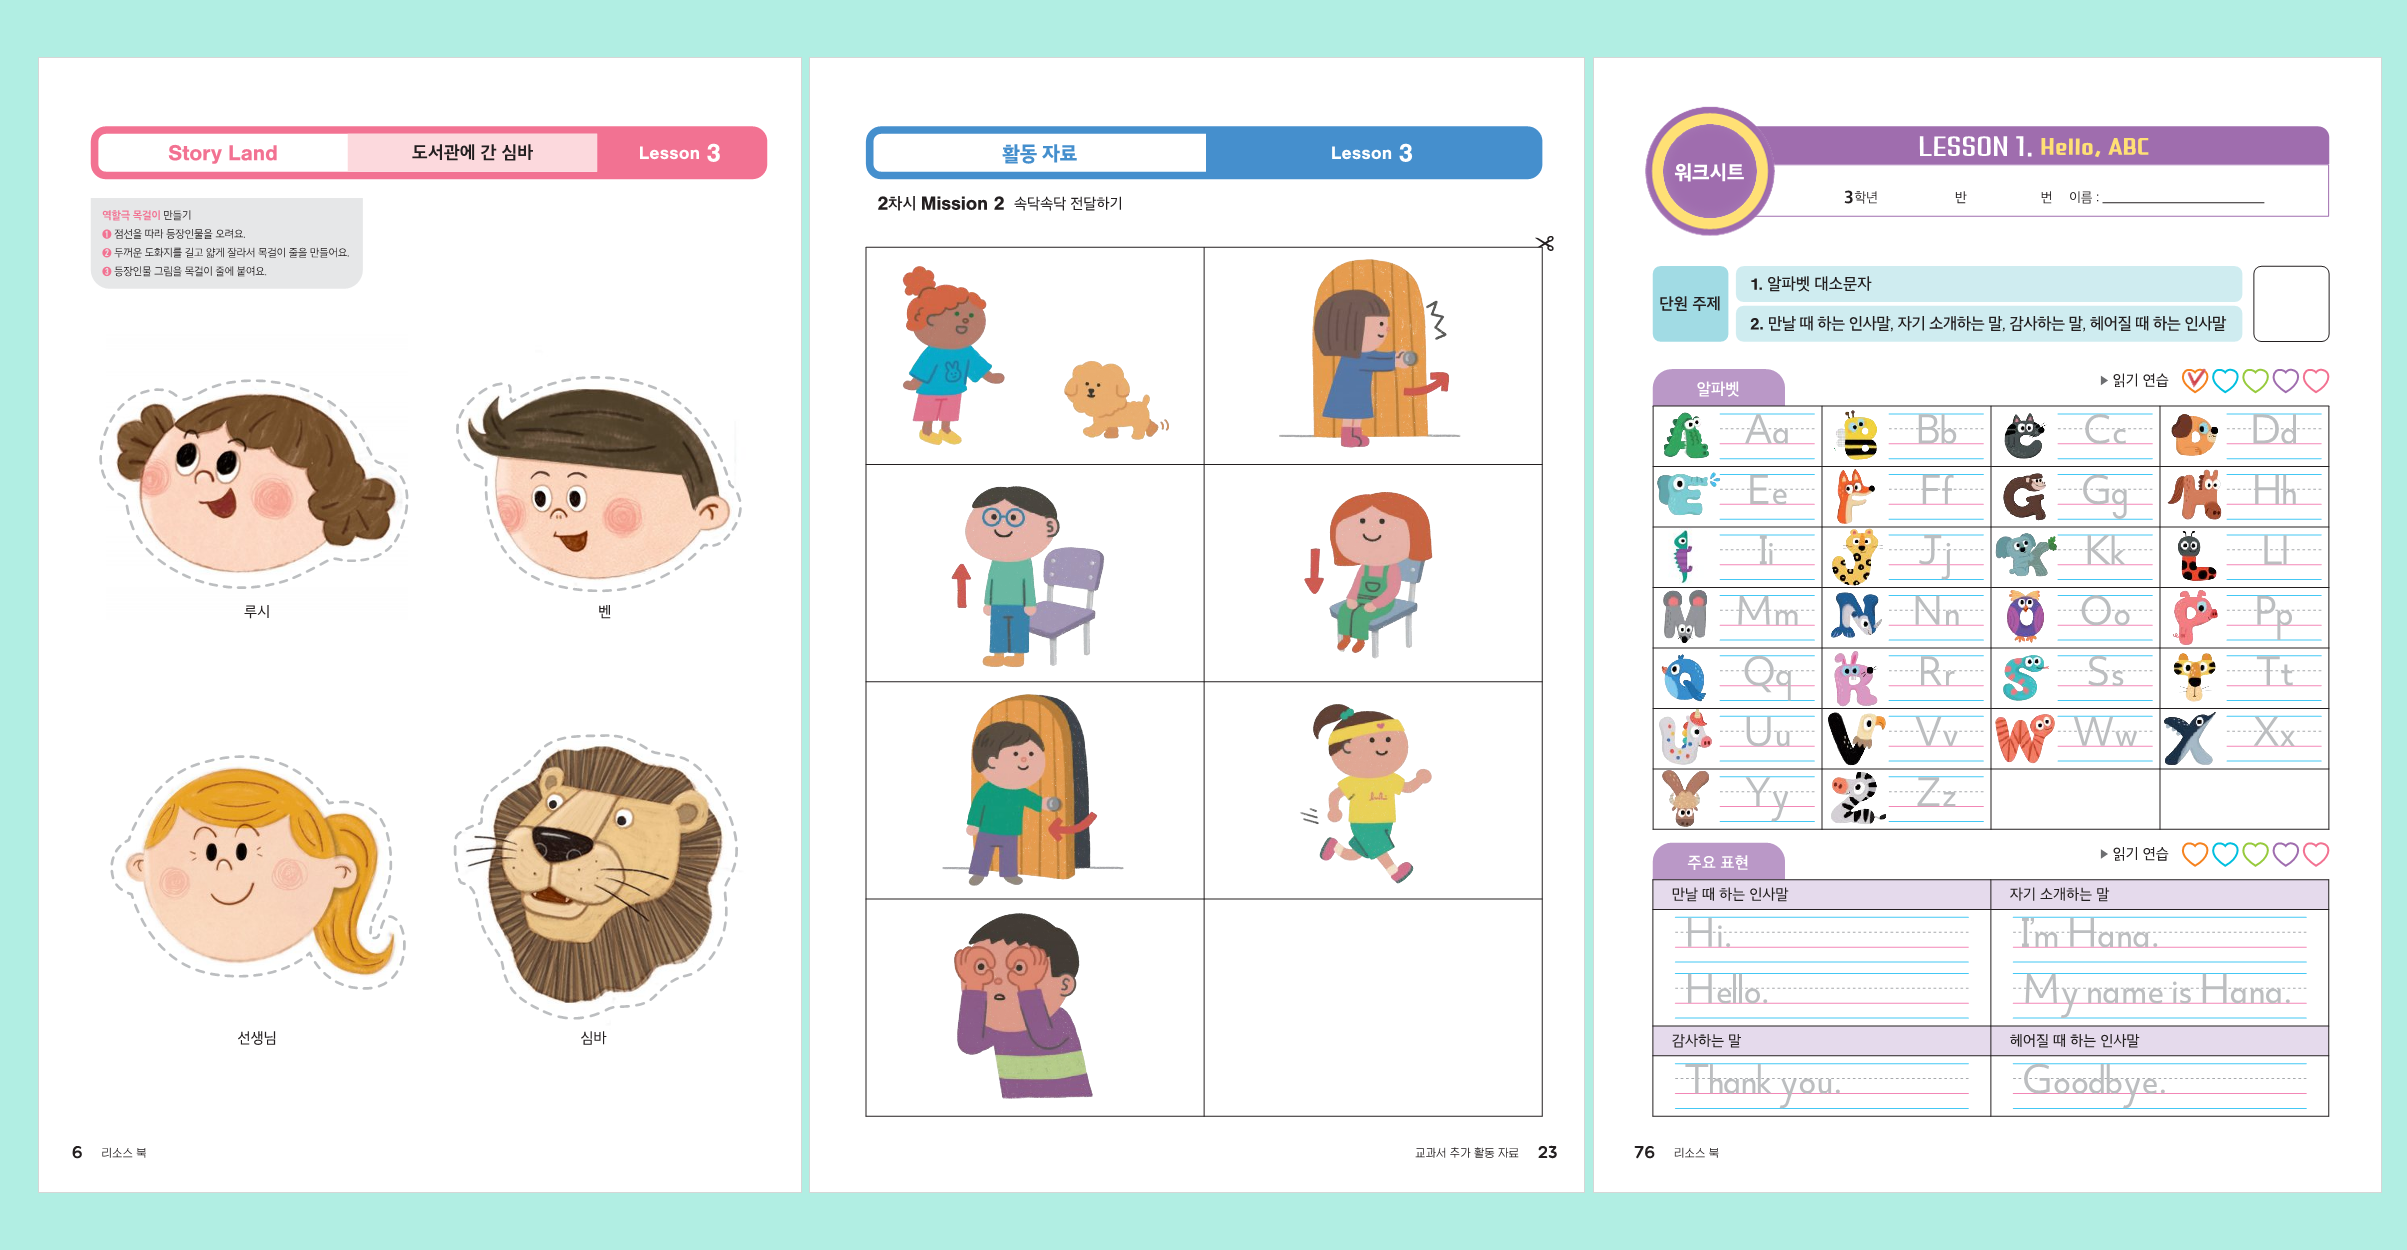 Story Land 도서관에 간 심바 Lesson 3
역할극 목걸이 만들기
❶ 점선을 따라 등장인물을 오려요.
❷ 두꺼운 도화지를 길고 얇게 잘라서 목걸이 줄을 만들어요.
❸ 등장인물 그림을 목걸이 줄에 붙여요.
루시 벤
선생님 심바
6 리소스 북
활동 자료 Lesson 3
2차시 Mission 2 속닥속닥 전달하기
교과서 추가 활동 자료 23
워크시트
LESSON 1. Hello, ABC
3학년 반 번 이름 :
단원 주제
1. 알파벳 대소문자
2. 만날 때 하는 인사말, 자기 소개하는 말, 감사하는 말, 헤어질 때 하는 인사말
알파벳 ▶ 읽기 연습
Aa Bb Cc Dd
Ee Ff Gg Hh
Ii Jj Kk Ll
Mm Nn Oo Pp
Qq Rr Ss Tt
Uu Vv Ww Xx
Yy Zz
주요 표현 ▶ 읽기 연습
만날 때 하는 인사말 자기 소개하는 말
Hi. I'm Hana.
Hello. My name is Hana.
감사하는 말 헤어질 때 하는 인사말
Thank you. Goodbye.
76 리소스 북